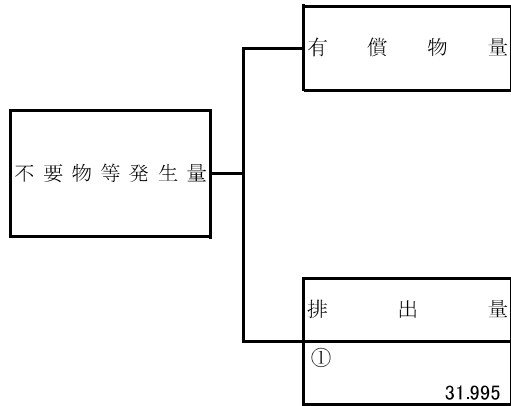 有償物量
不要物等発生量
排出量
①
31.995